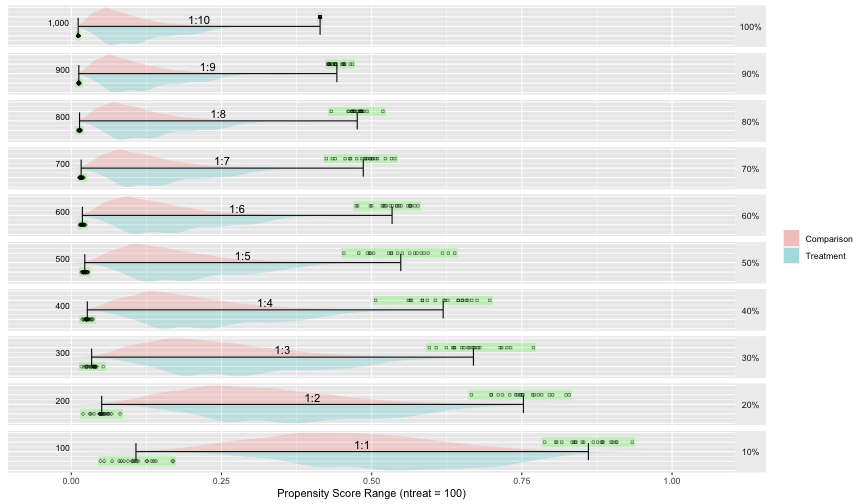 1,000 1:10 100%
900 1:9 90%
800 1:8 80%
700 1:7 70%
600 1:6 60%
500 1:5 50%
400 1:4 40%
300 1:3 30%
200 1:2 20%
100 1:1 10%
0.00 0.25 0.50 0.75 1.00
Propensity Score Range (ntreat = 100)
Comparison
Treatment